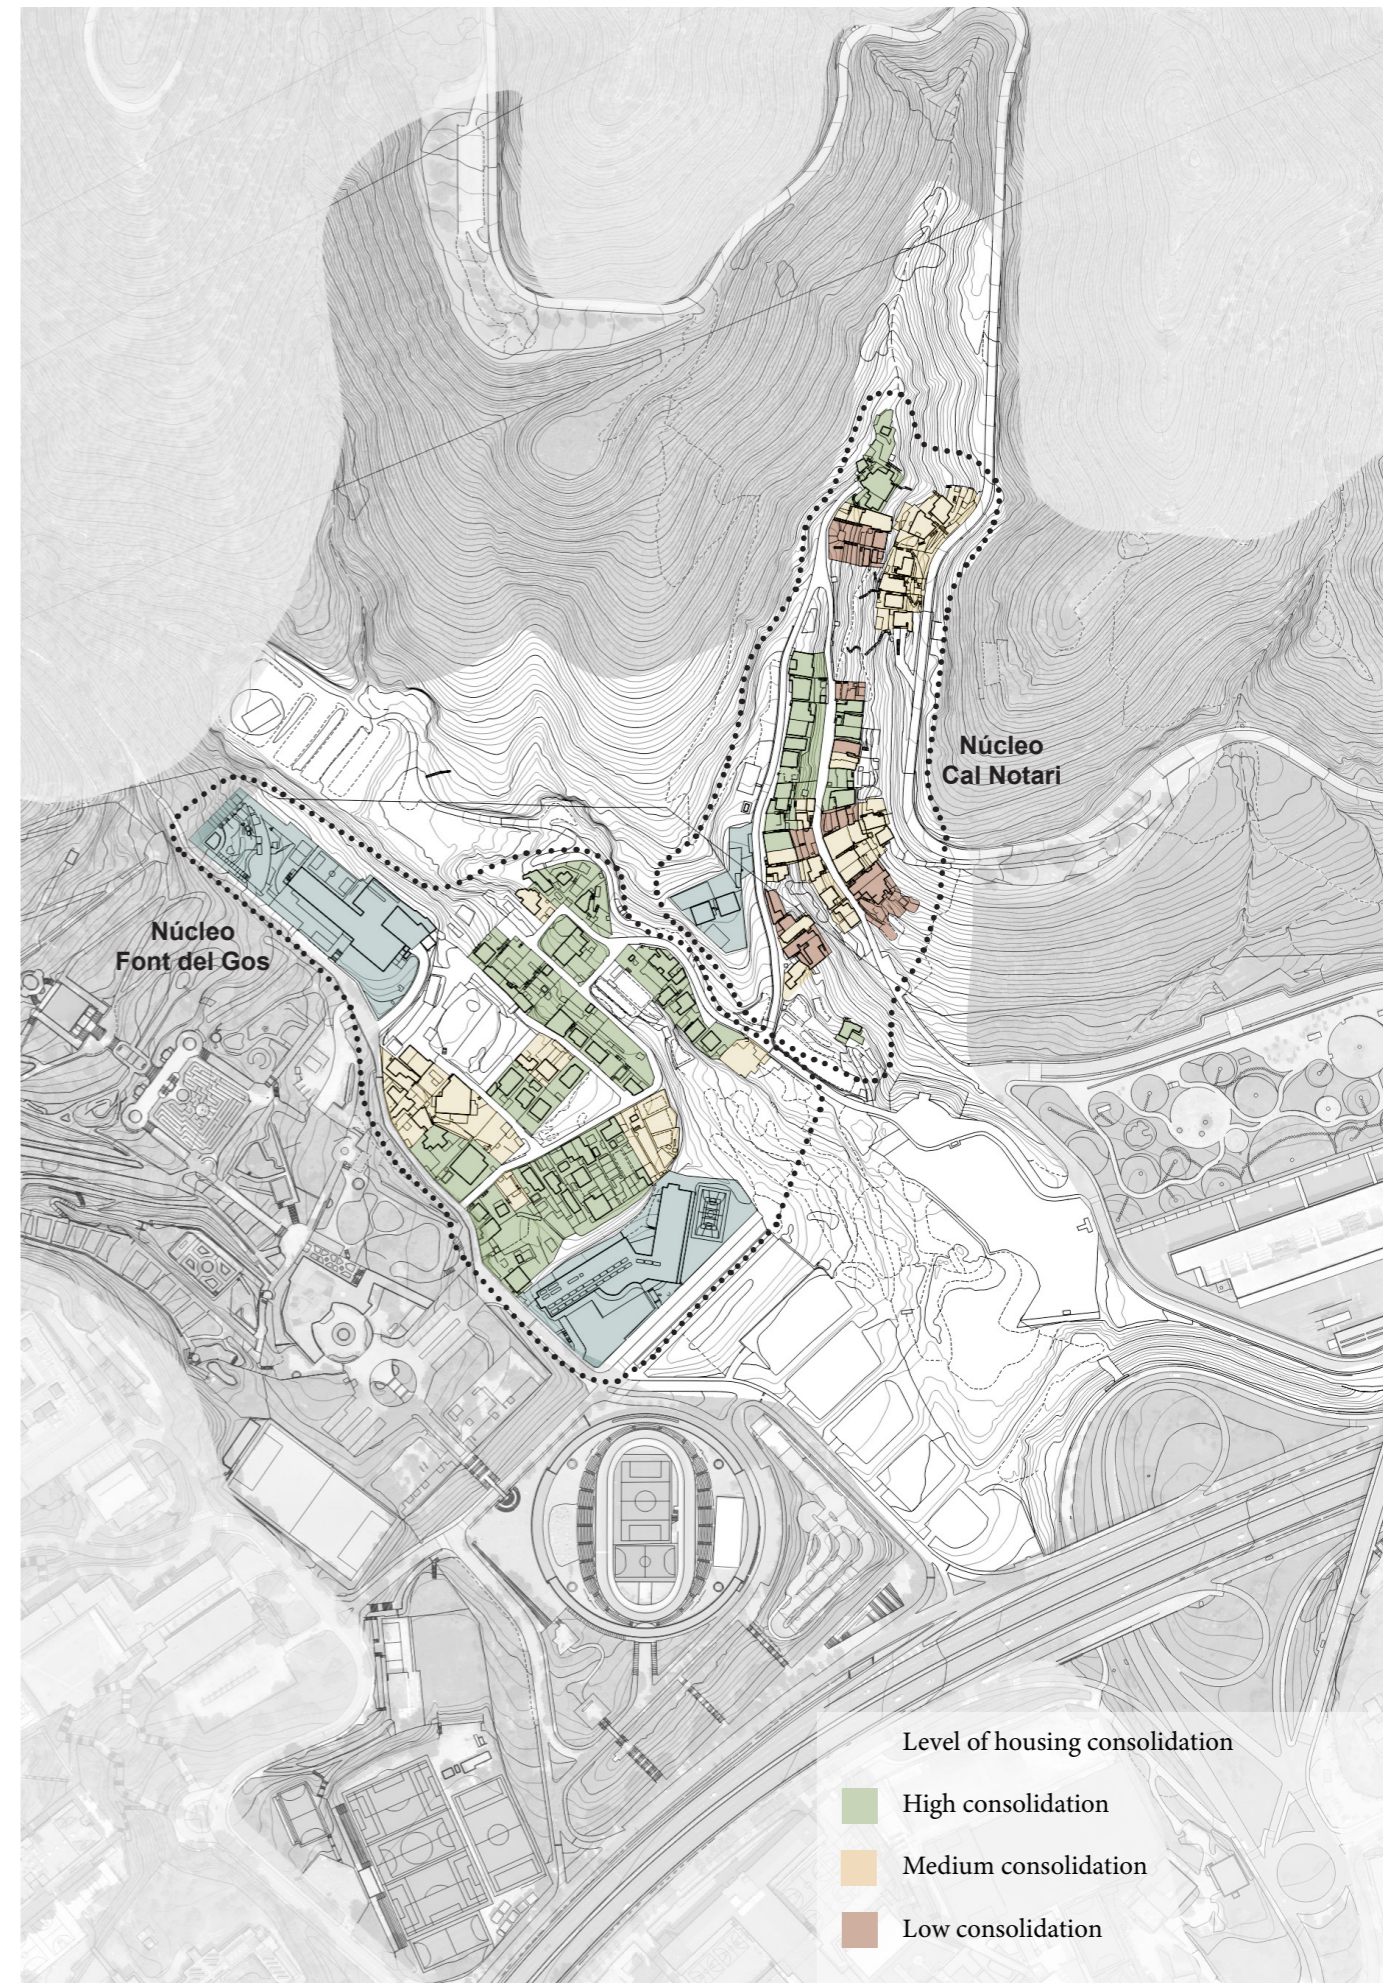 Núcleo
Cal Notari
Núcleo
Font del Gos
Level of housing consolidation
High consolidation
Medium consolidation
Low consolidation